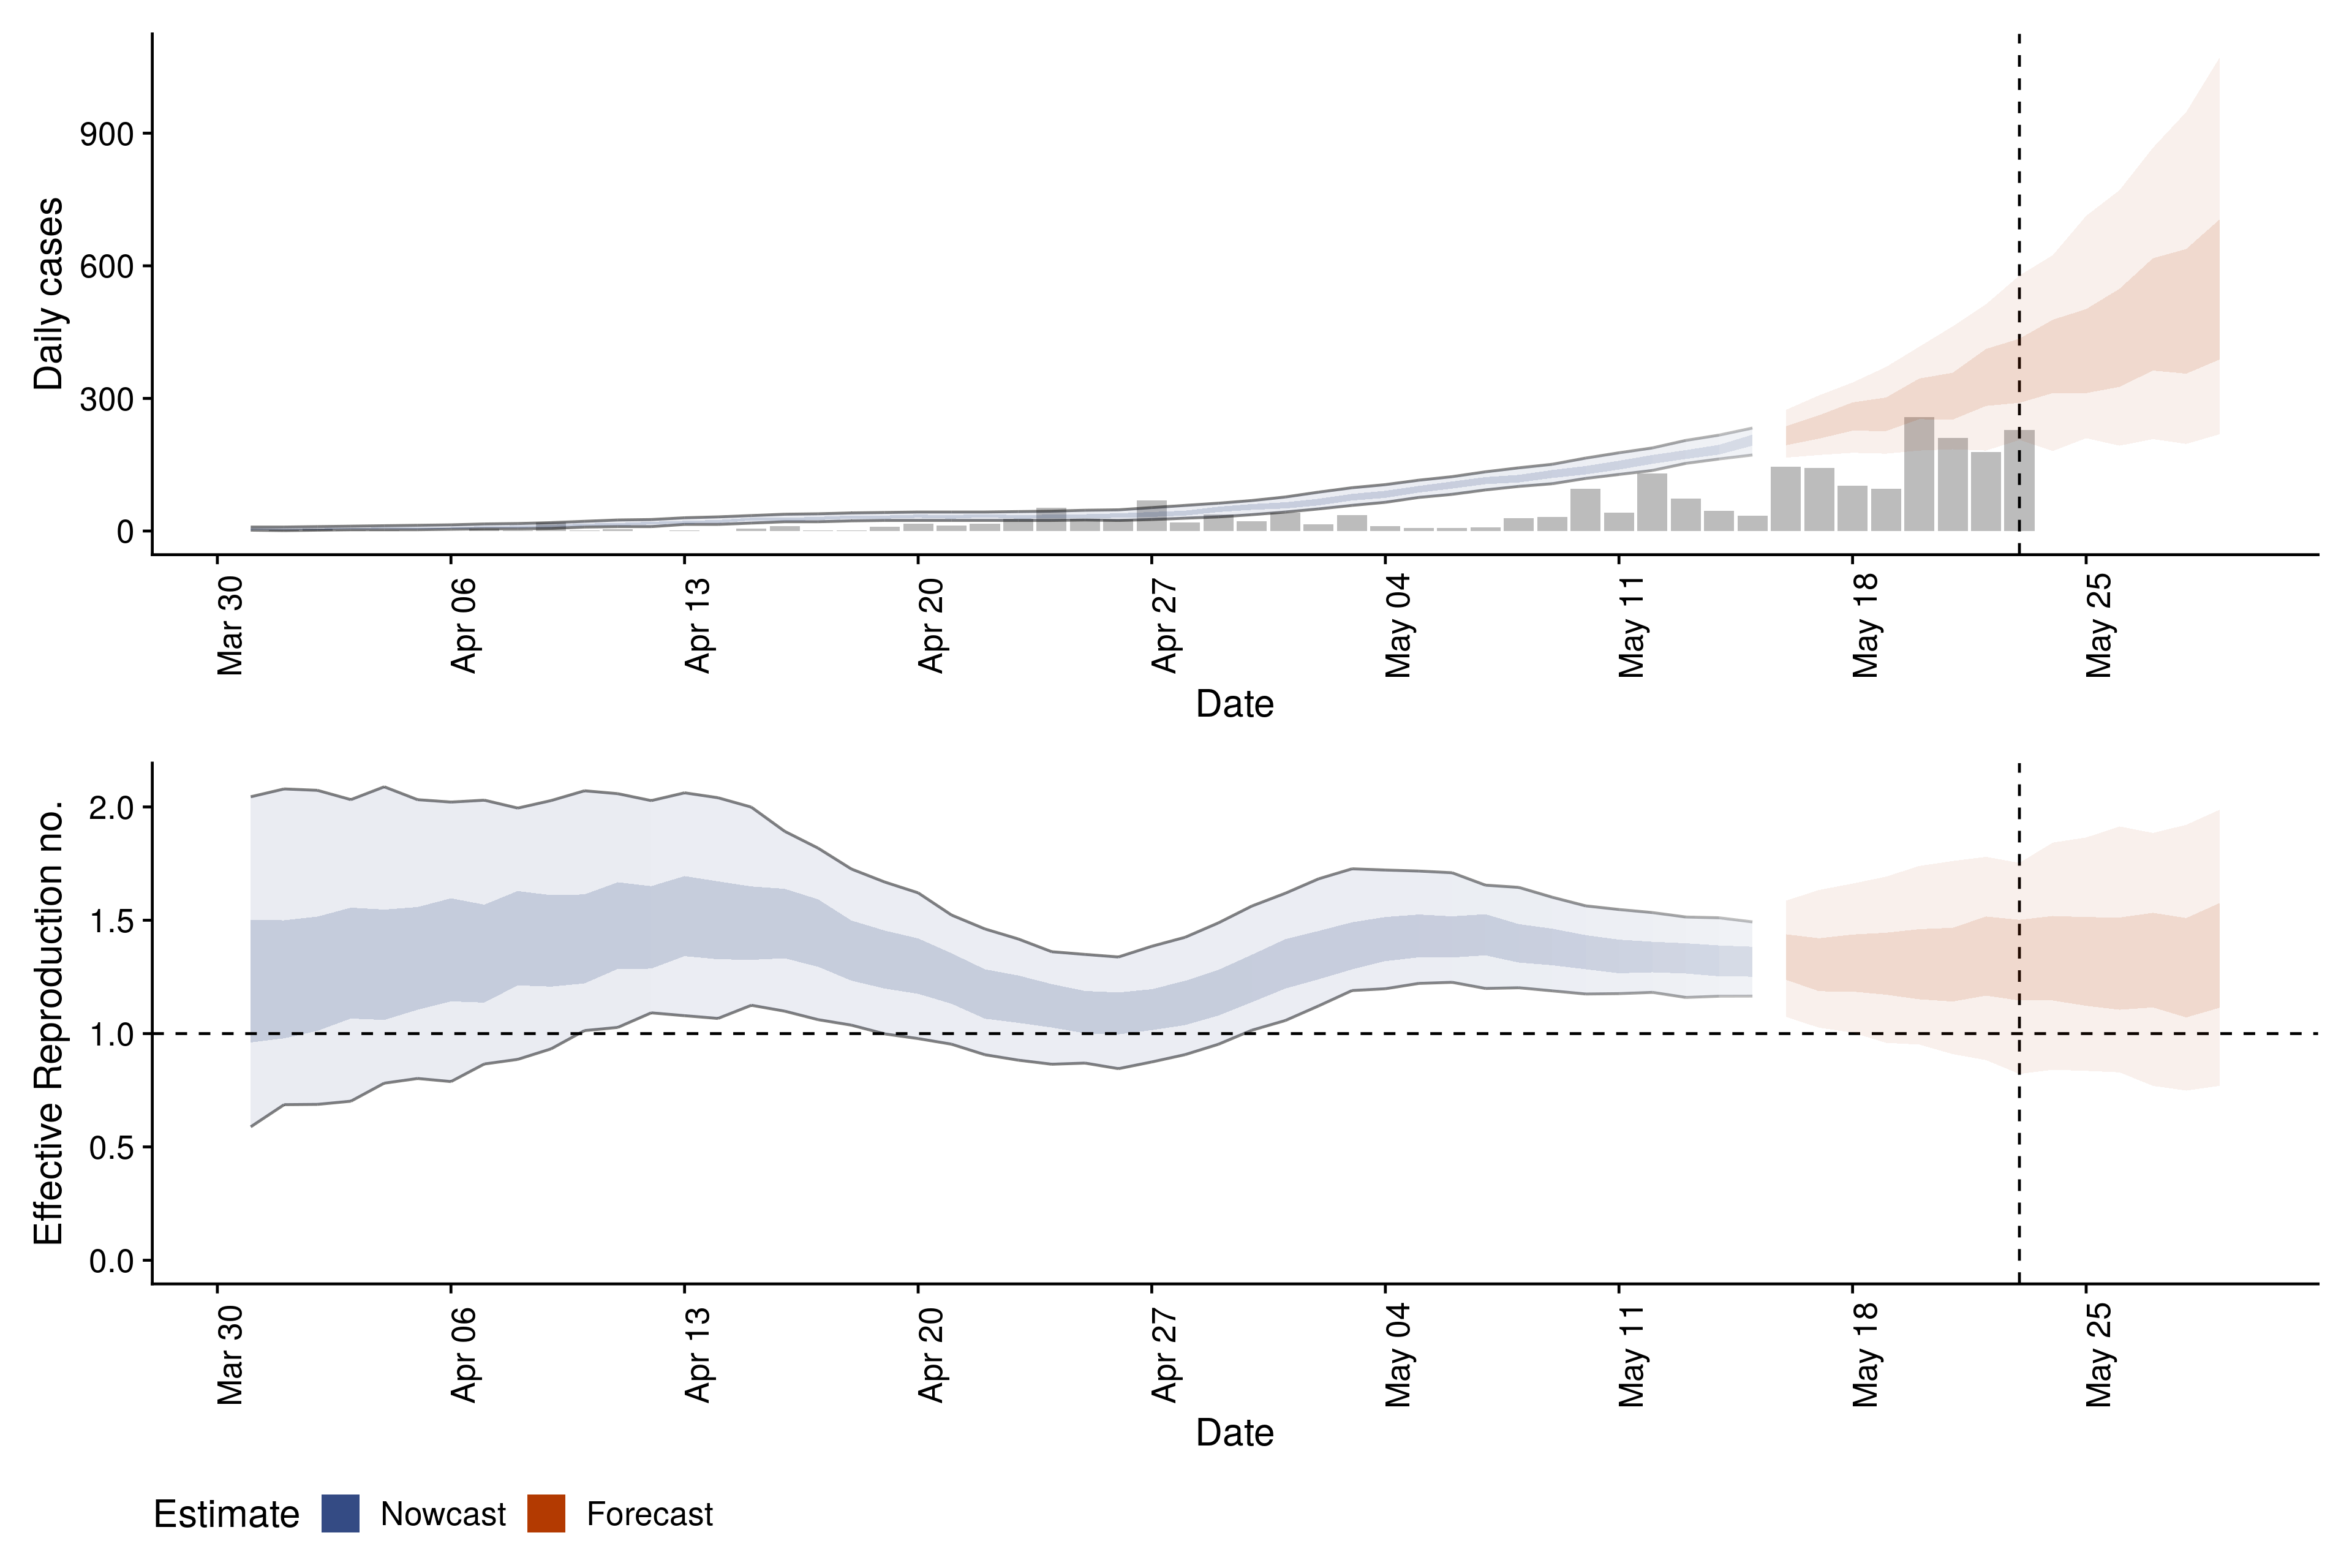 Daily cases
900
600
300
0
Mar 30
Apr 06
Apr 13
Apr 20
Apr 27
May 04
May 11
May 18
May 25
Date
Effective Reproduction no.
2.0
1.5
1.0
0.5
0.0
Mar 30
Apr 06
Apr 13
Apr 20
Apr 27
May 04
May 11
May 18
May 25
Date
Estimate Nowcast Forecast